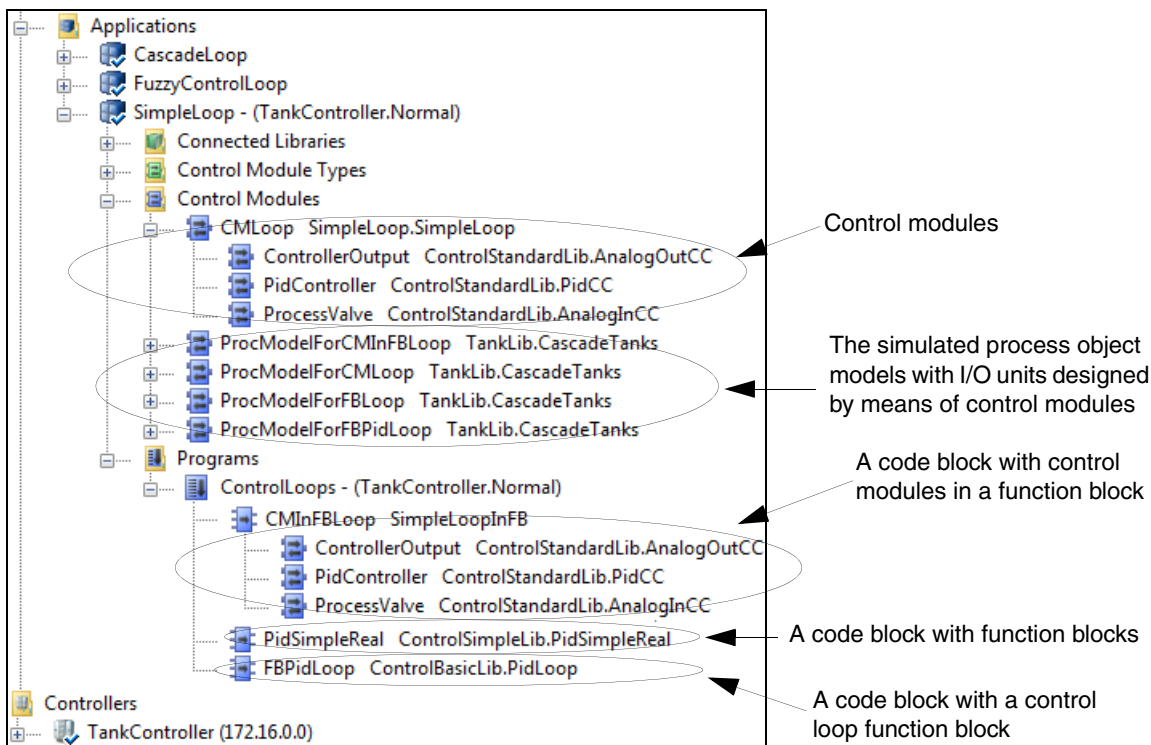 Applications
CascadeLoop
FuzzyControlLoop
SimpleLoop - (TankController.Normal)
Connected Libraries
Control Module Types
Control Modules
CMLoop SimpleLoop.SimpleLoop
ControllerOutput ControlStandardLib.AnalogOutCC
PidController ControlStandardLib.PidCC
ProcessValve ControlStandardLib.AnalogInCC
ProcModelForCMInFBLoop TankLib.CascadeTanks
ProcModelForCMLoop TankLib.CascadeTanks
ProcModelForFBLoop TankLib.CascadeTanks
ProcModelForFBPidLoop TankLib.CascadeTanks
Programs
ControlLoops - (TankController.Normal)
CMInFBLoop SimpleLoopInFB
ControllerOutput ControlStandardLib.AnalogOutCC
PidController ControlStandardLib.PidCC
ProcessValve ControlStandardLib.AnalogInCC
PidSimpleReal ControlSimpleLib.PidSimpleReal
FBPidLoop ControlBasicLib.PidLoop
Controllers
TankController (172.16.0.0)
Control modules
The simulated process object
models with I/O units designed
by means of control modules
A code block with control
modules in a function block
A code block with function blocks
A code block with a control
loop function block